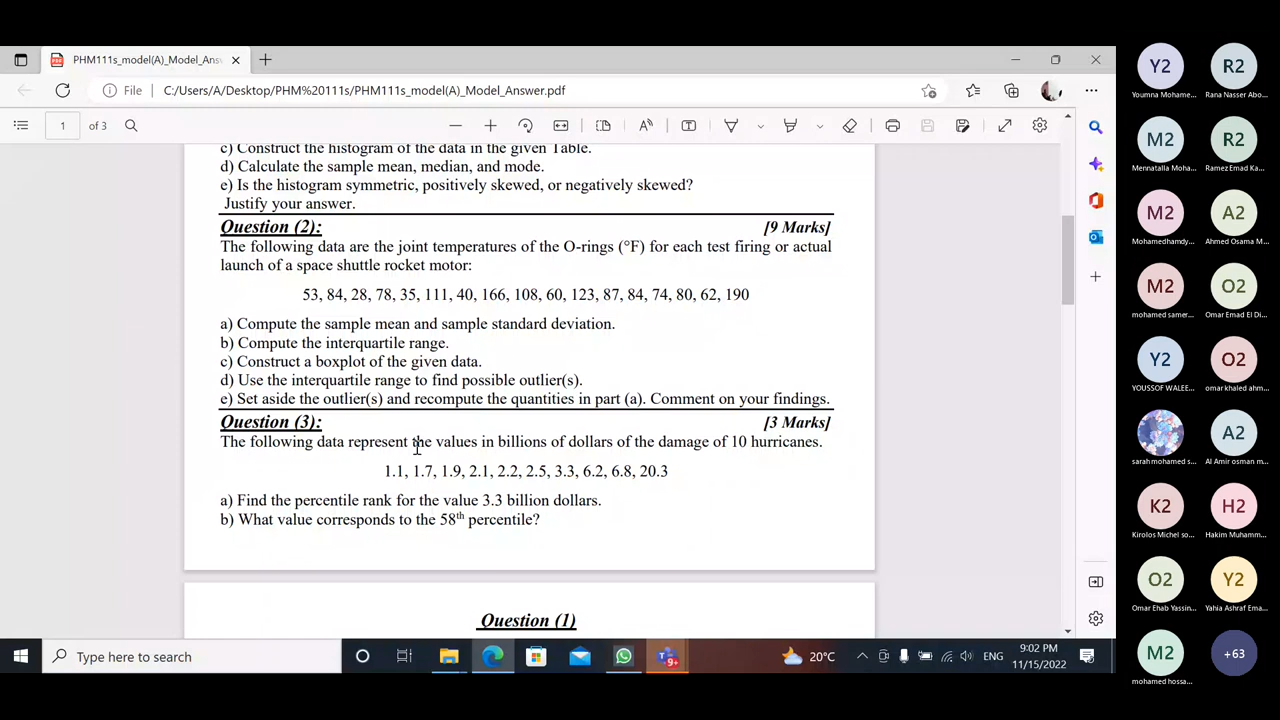 PHM111s_model(A)_Model_Ans
File
C:/Users/A/Desktop/PHM%20111s/PHM111s_model(A)_Model_Answer.pdf
1 of 3
c) Construct the histogram of the data in the given Table.
d) Calculate the sample mean, median, and mode.
e) Is the histogram symmetric, positively skewed, or negatively skewed?
Justify your answer.
Question (2): [9 Marks]
The following data are the joint temperatures of the O-rings (°F) for each test firing or actual
launch of a space shuttle rocket motor:
53, 84, 28, 78, 35, 111, 40, 166, 108, 60, 123, 87, 84, 74, 80, 62, 190
a) Compute the sample mean and sample standard deviation.
b) Compute the interquartile range.
c) Construct a boxplot of the given data.
d) Use the interquartile range to find possible outlier(s).
e) Set aside the outlier(s) and recompute the quantities in part (a). Comment on your findings.
Question (3): [3 Marks]
The following data represent the values in billions of dollars of the damage of 10 hurricanes.
1.1, 1.7, 1.9, 2.1, 2.2, 2.5, 3.3, 6.2, 6.8, 20.3
a) Find the percentile rank for the value 3.3 billion dollars.
b) What value corresponds to the 58th percentile?
Question (1)
Type here to search
9+
20°C
ENG
9:02 PM
11/15/2022
Y2 R2
Youmna Mohame... Rana Nasser Abo...
M2 R2
Mennatalla Moha... Ramez Emad Ka...
M2 A2
Mohamedhamdy... Ahmed Osama M...
M2 O2
mohamed samer... Omar Emad El Di...
Y2 O2
YOUSSOF WALEE... omar khaled ahm...
A2
sarah mohamed s... Al Amir osman m...
K2 H2
Kirolos Michel so... Hakim Muhamm...
O2 Y2
Omar Ehab Yassin... Yahia Ashraf Ema...
M2 +63
mohamed hossa...